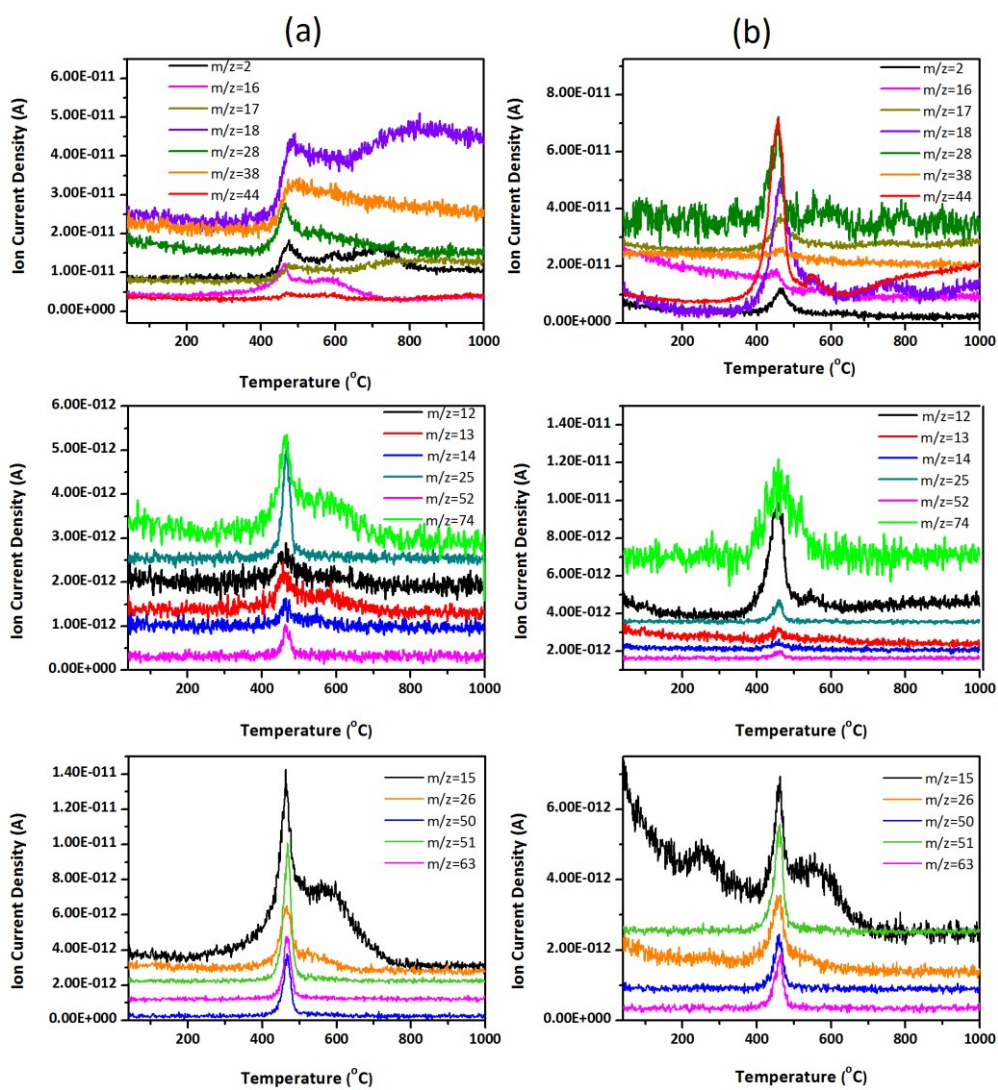 (a)
(b)
Ion Current Density (A)
6.00E-011
5.00E-011
4.00E-011
3.00E-011
2.00E-011
1.00E-011
0.00E+000
m/z=2
m/z=16
m/z=17
m/z=18
m/z=28
m/z=38
m/z=44
200
400
600
800
1000
Temperature (°C)
Ion Current Density (A)
8.00E-011
6.00E-011
4.00E-011
2.00E-011
0.00E+000
m/z=2
m/z=16
m/z=17
m/z=18
m/z=28
m/z=38
m/z=44
200
400
600
800
1000
Temperature (°C)
Ion Current Density (A)
6.00E-012
5.00E-012
4.00E-012
3.00E-012
2.00E-012
1.00E-012
0.00E+000
m/z=12
m/z=13
m/z=14
m/z=25
m/z=52
m/z=74
200
400
600
800
1000
Temperature (°C)
Ion Current Density (A)
1.40E-011
1.20E-011
1.00E-011
8.00E-012
6.00E-012
4.00E-012
2.00E-012
m/z=12
m/z=13
m/z=14
m/z=25
m/z=52
m/z=74
200
400
600
800
1000
Temperature (°C)
Ion Current Density (A)
1.40E-011
1.20E-011
1.00E-011
8.00E-012
6.00E-012
4.00E-012
2.00E-012
0.00E+000
m/z=15
m/z=26
m/z=50
m/z=51
m/z=63
200
400
600
800
1000
Temperature (°C)
Ion Current Density (A)
6.00E-012
4.00E-012
2.00E-012
0.00E+000
m/z=15
m/z=26
m/z=50
m/z=51
m/z=63
200
400
600
800
1000
Temperature (°C)